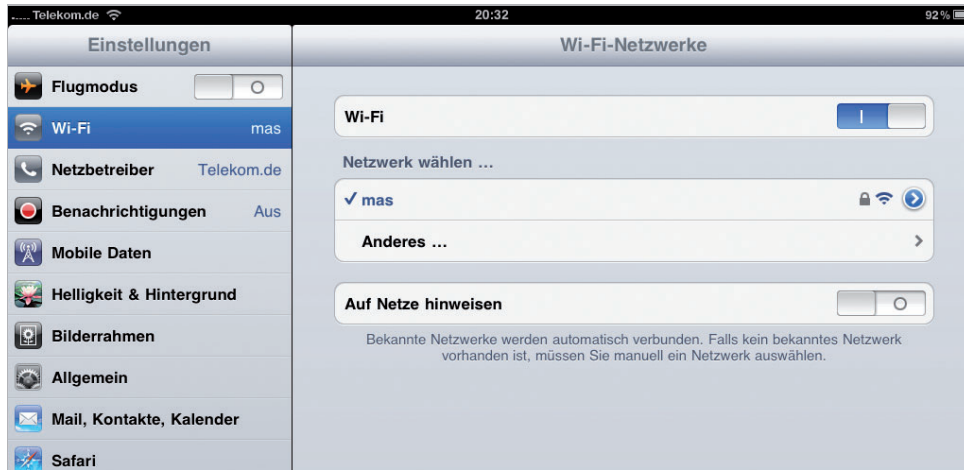 ..... Telekom.de
20:32
92 %
Einstellungen
Flugmodus
Wi-Fi mas
Netzbetreiber Telekom.de
Benachrichtigungen Aus
Mobile Daten
Helligkeit & Hintergrund
Bilderrahmen
Allgemein
Mail, Kontakte, Kalender
Safari
Wi-Fi-Netzwerke
Wi-Fi
Netzwerk wählen ...
✓ mas
Anderes ...
Auf Netze hinweisen
Bekannte Netzwerke werden automatisch verbunden. Falls kein bekanntes Netzwerk
vorhanden ist, müssen Sie manuell ein Netzwerk auswählen.